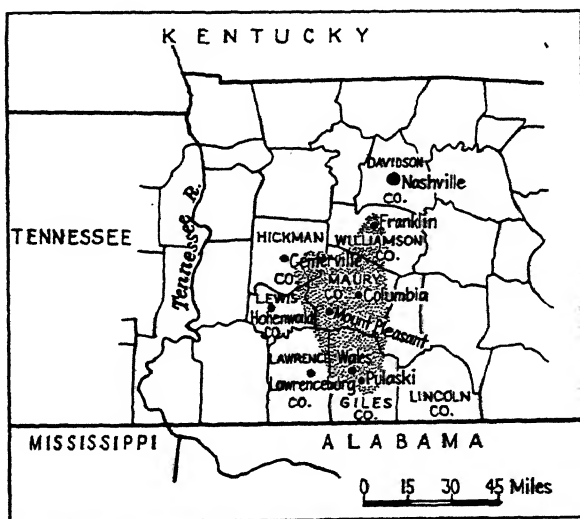 KENTUCKY
DAVIDSON
Nashville
CO.
Franklin
TENNESSEE
Tennessee R.
HICKMAN
WILLIAMSON
CO.
Centerville
CO.
MAURY
CO.
Columbia
LEWIS
Hohenwald
CO.
Mount Pleasant
LAWRENCE
Wales
Lawrenceburg
Pulaski
CO.
GILES
CO.
LINCOLN
CO.
MISSISSIPPI
ALABAMA
0 15 30 45 Miles